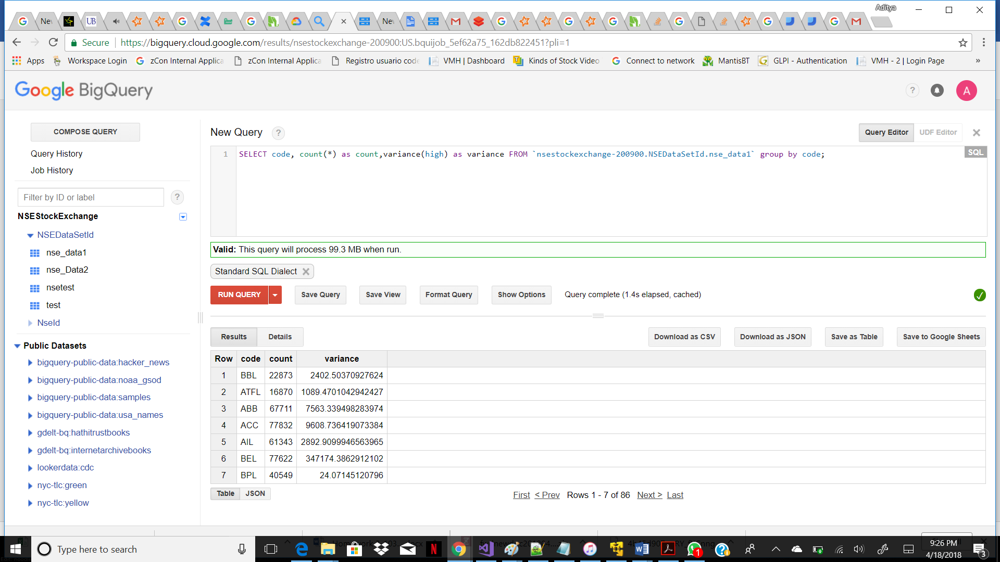 Aditya
Nev
UB
Nev
Secure
https://bigquery.cloud.google.com/results/nsestockexchange-200900:US.bquijob_5ef62a75_162db822451?pli=1
Apps Workspace Login zCon Internal Applica zCon Internal Applica Registro usuario cod VMH | Dashboard Kinds of Stock Video Connect to network MantisBT GLPI - Authentication VMH - 2 | Login Page »
Google BigQuery
? A
COMPOSE QUERY
Query History
Job History
Filter by ID or label ?
NSEStockExchange
NSEDataSetId
nse_data1
nse_Data2
nsetest
test
NseId
Public Datasets
bigquery-public-data:hacker_news
bigquery-public-data:noaa_gsod
bigquery-public-data:samples
bigquery-public-data:usa_names
gdelt-bq:hathitrustbooks
gdelt-bq:internetarchivebooks
lookerdata:cdc
nyc-tlc:green
nyc-tlc:yellow
New Query ?
Query Editor UDF Editor
1 SELECT code, count(*) as count,variance(high) as variance FROM `nsestockexchange-200900.NSEDataSetId.nse_data1` group by code;
SQL
Valid: This query will process 99.3 MB when run.
Standard SQL Dialect
RUN QUERY Save Query Save View Format Query Show Options Query complete (1.4s elapsed, cached)
Results Details Download as CSV Download as JSON Save as Table Save to Google Sheets
Row code count variance
1 BBL 22873 2402.50370927624
2 ATFL 16870 1089.4701042942427
3 ABB 67711 7563.339498283974
4 ACC 77832 9608.736419073384
5 AIL 61343 2892.9099946563965
6 BEL 77622 347174.3862912102
7 BPL 40549 24.07145120796
Table JSON First < Prev Rows 1 - 7 of 86 Next > Last
Type here to search
1
9:26 PM
4/18/2018
3